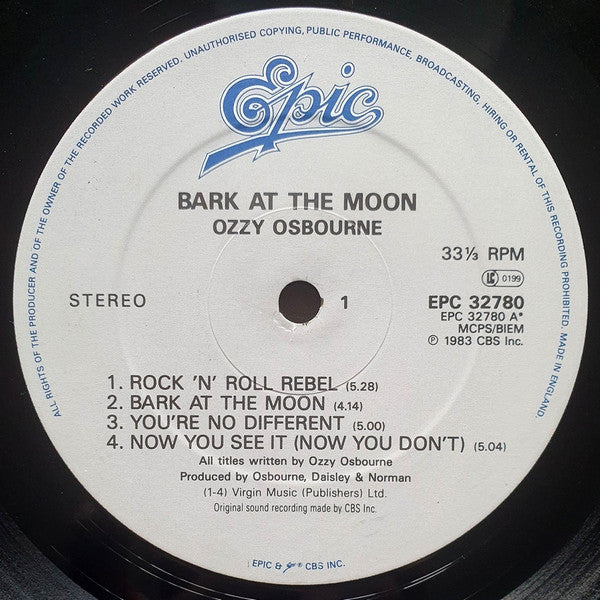 ALL RIGHTS OF THE PRODUCER AND OF THE OWNER OF THE RECORDED WORK RESERVED. UNAUTHORISED COPYING, PUBLIC PERFORMANCE, BROADCASTING, HIRING OR RENTAL OF THIS RECORDING PROHIBITED. MADE IN ENGLAND.
Epic
BARK AT THE MOON
OZZY OSBOURNE
33⅓ RPM
LC 0199
STEREO
1
EPC 32780
EPC 32780 A*
MCPS/BIEM
℗ 1983 CBS Inc.
1. ROCK 'N' ROLL REBEL (5.28)
2. BARK AT THE MOON (4.14)
3. YOU'RE NO DIFFERENT (5.00)
4. NOW YOU SEE IT (NOW YOU DON'T) (5.04)
All titles written by Ozzy Osbourne
Produced by Osbourne, Daisley & Norman
(1-4) Virgin Music (Publishers) Ltd.
Original sound recording made by CBS Inc.
EPIC & Epic ® CBS INC.